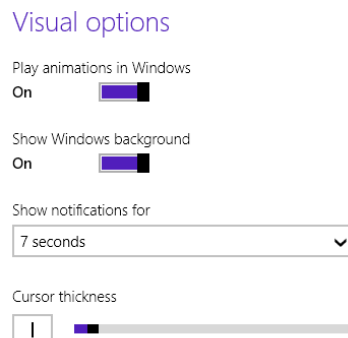 Visual options
Play animations in Windows
On
Show Windows background
On
Show notifications for
7 seconds
Cursor thickness